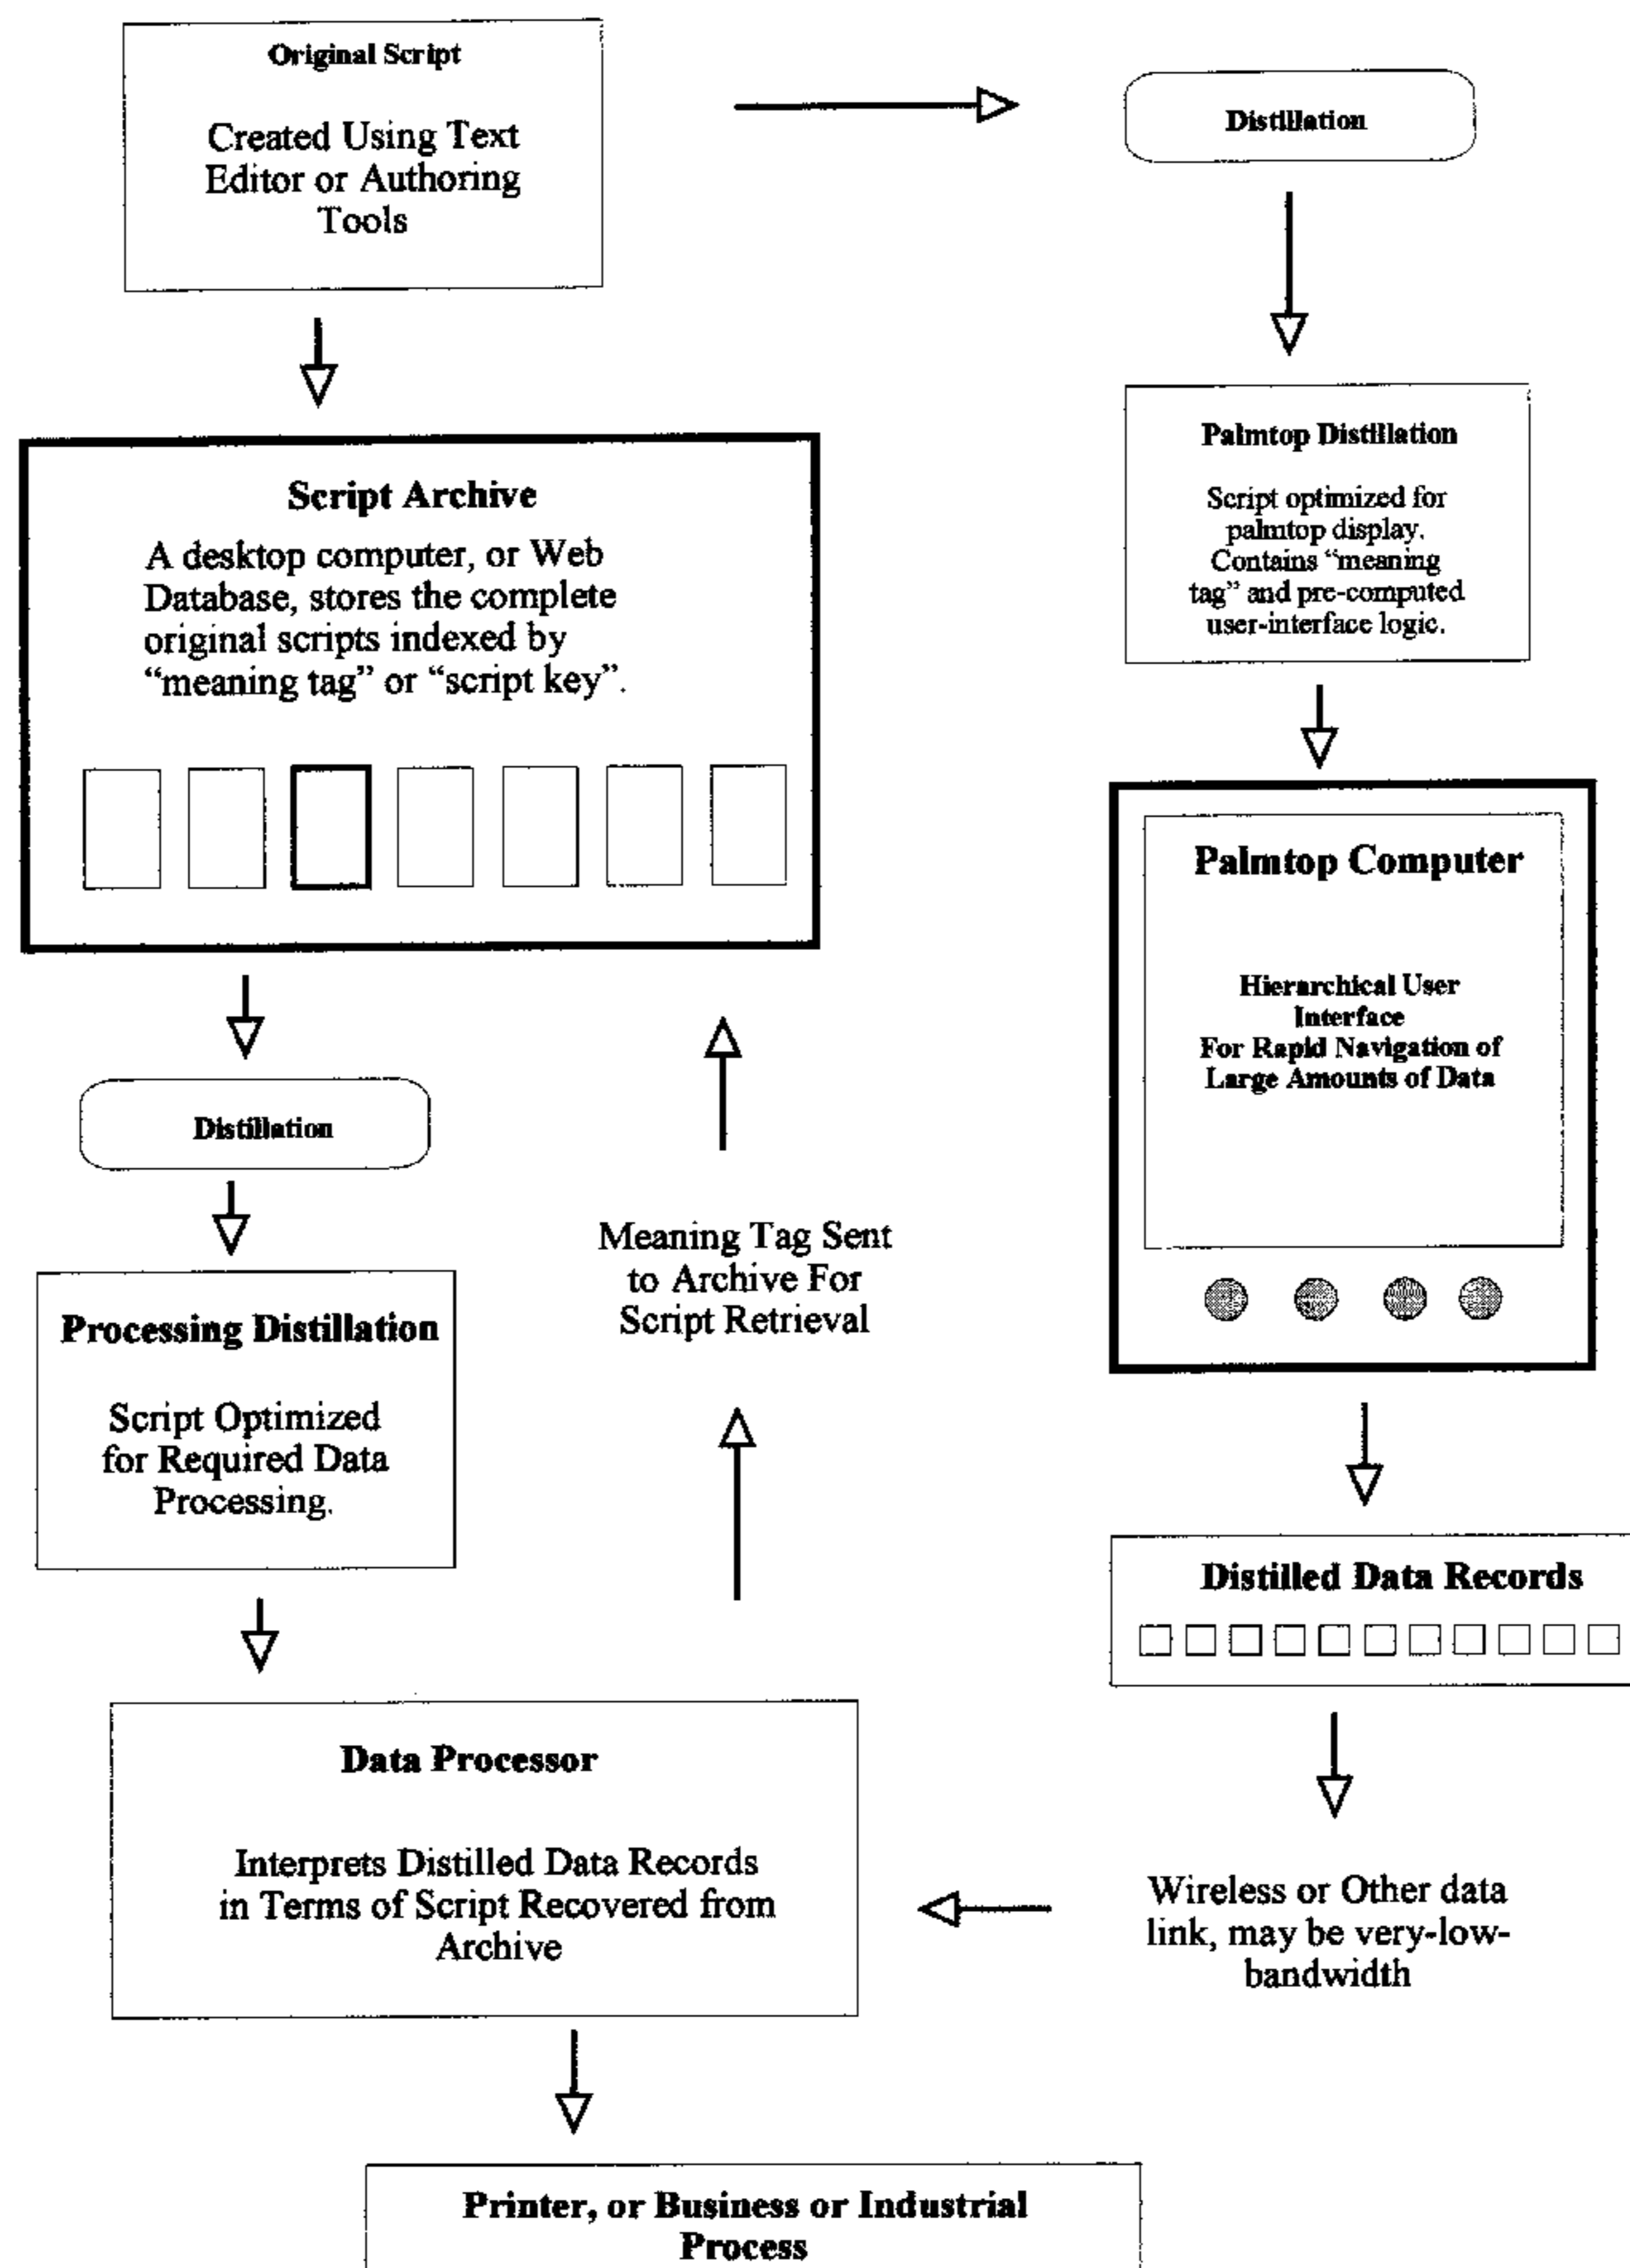 Original Script
Created Using Text
Editor or Authoring
Tools
Distillation
Script Archive
A desktop computer, or Web
Database, stores the complete
original scripts indexed by
“meaning tag” or “script key”.
Palmtop Distillation
Script optimized for
palmtop display.
Contains “meaning
tag” and pre-computed
user-interface logic.
Palmtop Computer
Hierarchical User
Interface
For Rapid Navigation of
Large Amounts of Data
Distillation
Meaning Tag Sent
to Archive For
Script Retrieval
Processing Distillation
Script Optimized
for Required Data
Processing.
Distilled Data Records
Data Processor
Interprets Distilled Data Records
in Terms of Script Recovered from
Archive
Wireless or Other data
link, may be very-low-
bandwidth
Printer, or Business or Industrial
Process